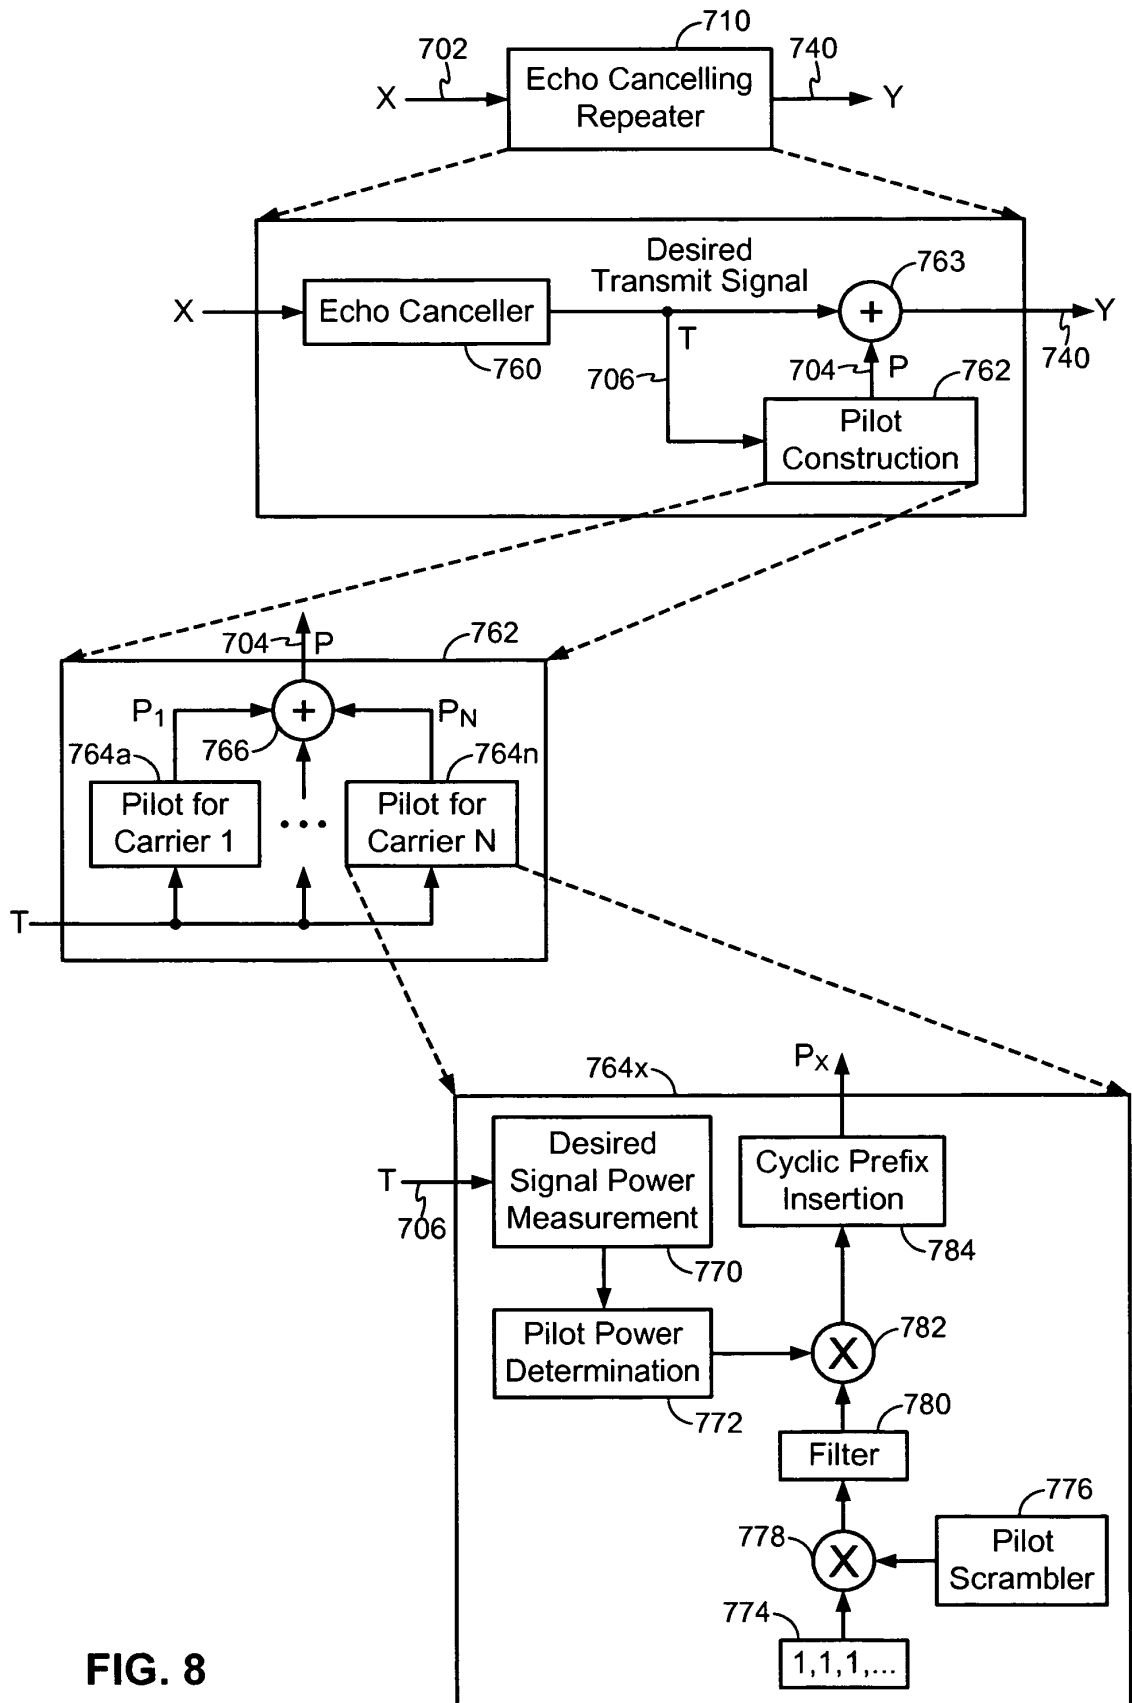 710
702
740
X
Echo Cancelling
Repeater
Y
Desired
Transmit Signal
763
X
Echo Canceller
+
Y
760
T
706
704
P
762
740
Pilot
Construction
704
P
762
P1
+
PN
764a
766
764n
Pilot for
Carrier 1
...
Pilot for
Carrier N
T
764x
PX
Desired
Signal Power
Measurement
Cyclic Prefix
Insertion
T
706
770
784
Pilot Power
Determination
X
782
772
780
Filter
776
778
X
Pilot
Scrambler
774
1,1,1,...
FIG. 8